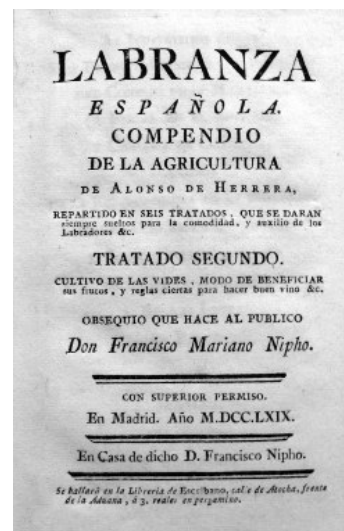 LABRANZA
ESPAÑOLA.
COMPENDIO
DE LA AGRICULTURA
DE ALONSO DE HERRERA,
REPARTIDO EN SEIS TRATADOS, QUE SE DARAN
siempre sueltos para la comodidad, y auxilio de los
Labradores &c.
TRATADO SEGUNDO.
CULTIVO DE LAS VIDES, MODO DE BENEFICIAR
sus frutos, y reglas ciertas para hacer buen vino &c.
OBSEQUIO QUE HACE AL PUBLICO
Don Francisco Mariano Nipho.
CON SUPERIOR PERMISO.
En Madrid. Año M.DCC.LXIX.
En Casa de dicho D. Francisco Nipho.
Se hallará en la Libreria de Escribano, calle de Atocha, frente
de la Aduana, á 3. reales en pergamino.